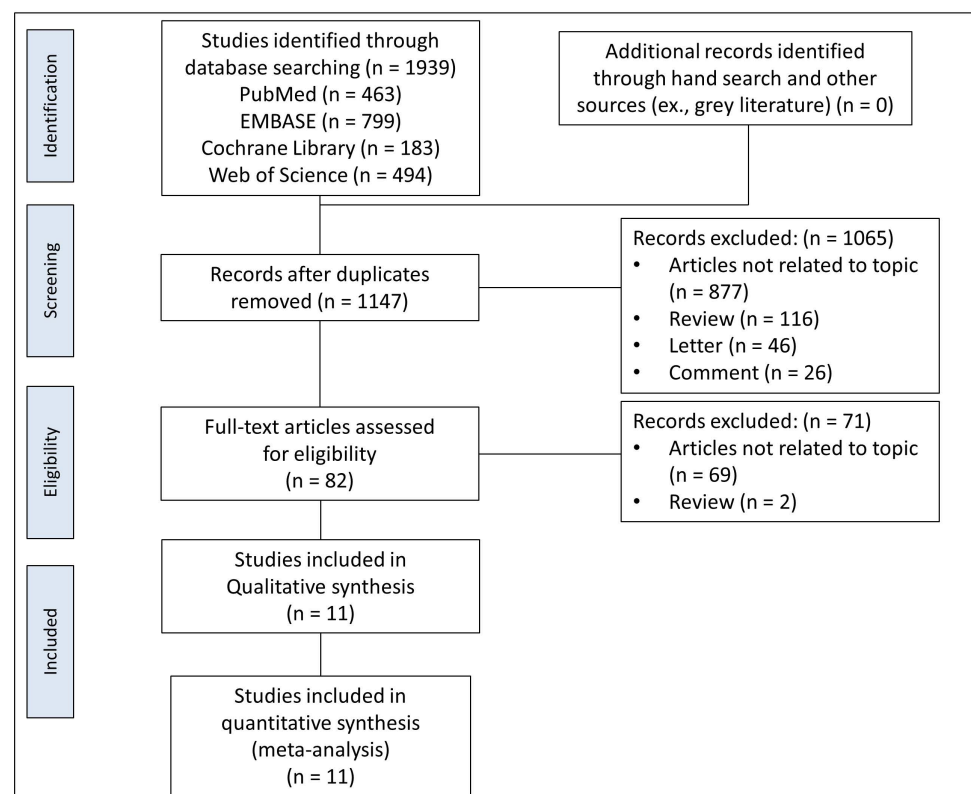 Identification
Studies identified through
database searching (n = 1939)
PubMed (n = 463)
EMBASE (n = 799)
Cochrane Library (n = 183)
Web of Science (n = 494)
Additional records identified
through hand search and other
sources (ex., grey literature) (n = 0)
Screening
Records after duplicates
removed (n = 1147)
Records excluded: (n = 1065)
• Articles not related to topic
(n = 877)
• Review (n = 116)
• Letter (n = 46)
• Comment (n = 26)
Eligibility
Full-text articles assessed
for eligibility
(n = 82)
Records excluded: (n = 71)
• Articles not related to topic
(n = 69)
• Review (n = 2)
Included
Studies included in
Qualitative synthesis
(n = 11)
Studies included in
quantitative synthesis
(meta-analysis)
(n = 11)